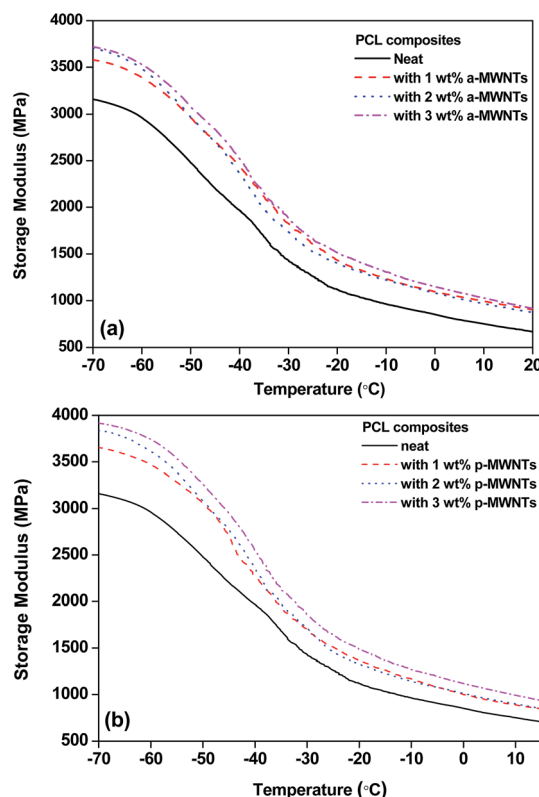 4000
3500
3000
2500
2000
1500
1000
500
Storage Modulus (MPa)
PCL composites
Neat
with 1 wt% a-MWNTs
with 2 wt% a-MWNTs
with 3 wt% a-MWNTs
(a)
-70 -60 -50 -40 -30 -20 -10 0 10 20
Temperature (°C)
4000
3500
3000
2500
2000
1500
1000
500
Storage Modulus (MPa)
PCL composites
neat
with 1 wt% p-MWNTs
with 2 wt% p-MWNTs
with 3 wt% p-MWNTs
(b)
-70 -60 -50 -40 -30 -20 -10 0 10
Temperature (°C)